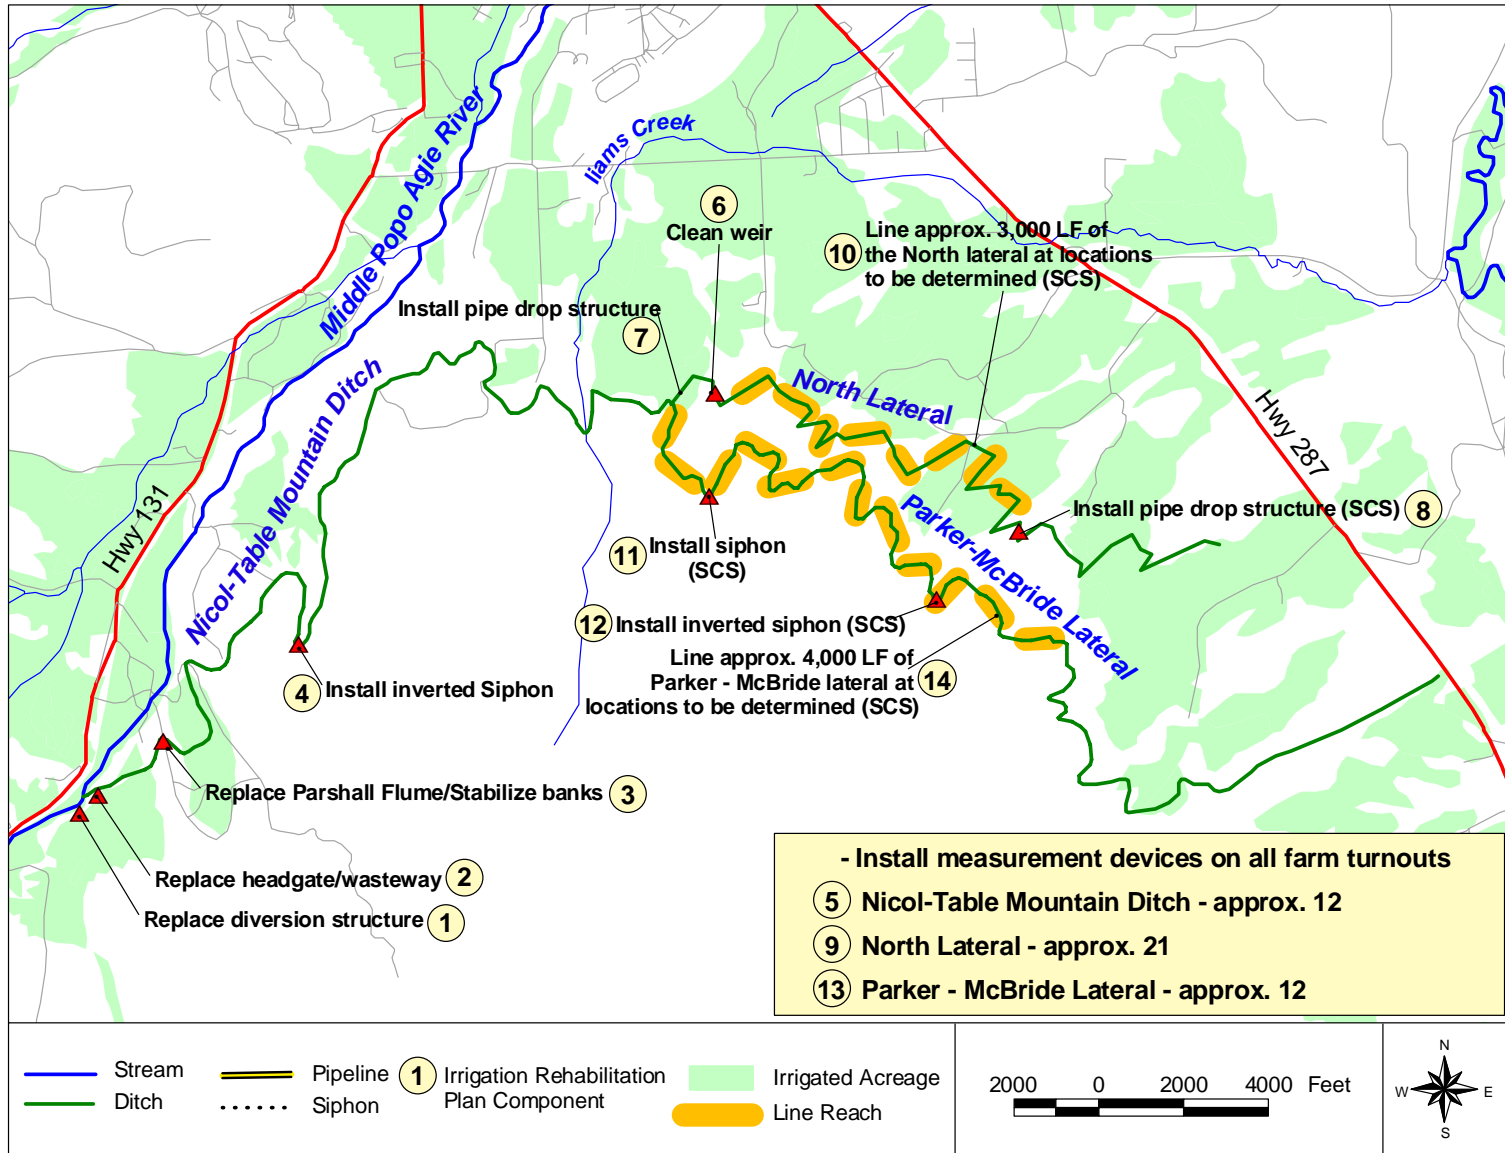 Middle Popo Agie River
liams Creek
6
Clean weir
10
Line approx. 3,000 LF of
the North lateral at locations
to be determined (SCS)
Install pipe drop structure
7
Nicol-Table Mountain Ditch
North Lateral
Hwy 287
Hwy 131
Parker-McBride Lateral
Install pipe drop structure (SCS)
8
11
Install siphon
(SCS)
12
Install inverted siphon (SCS)
Line approx. 4,000 LF of
Parker - McBride lateral at
locations to be determined (SCS)
14
4
Install inverted Siphon
Replace Parshall Flume/Stabilize banks
3
Replace headgate/wasteway
2
Replace diversion structure
1
- Install measurement devices on all farm turnouts
5 Nicol-Table Mountain Ditch - approx. 12
9 North Lateral - approx. 21
13 Parker - McBride Lateral - approx. 12
Stream
Ditch
Pipeline
Siphon
1
Irrigation Rehabilitation
Plan Component
Irrigated Acreage
Line Reach
2000 0 2000 4000 Feet
N
W E
S